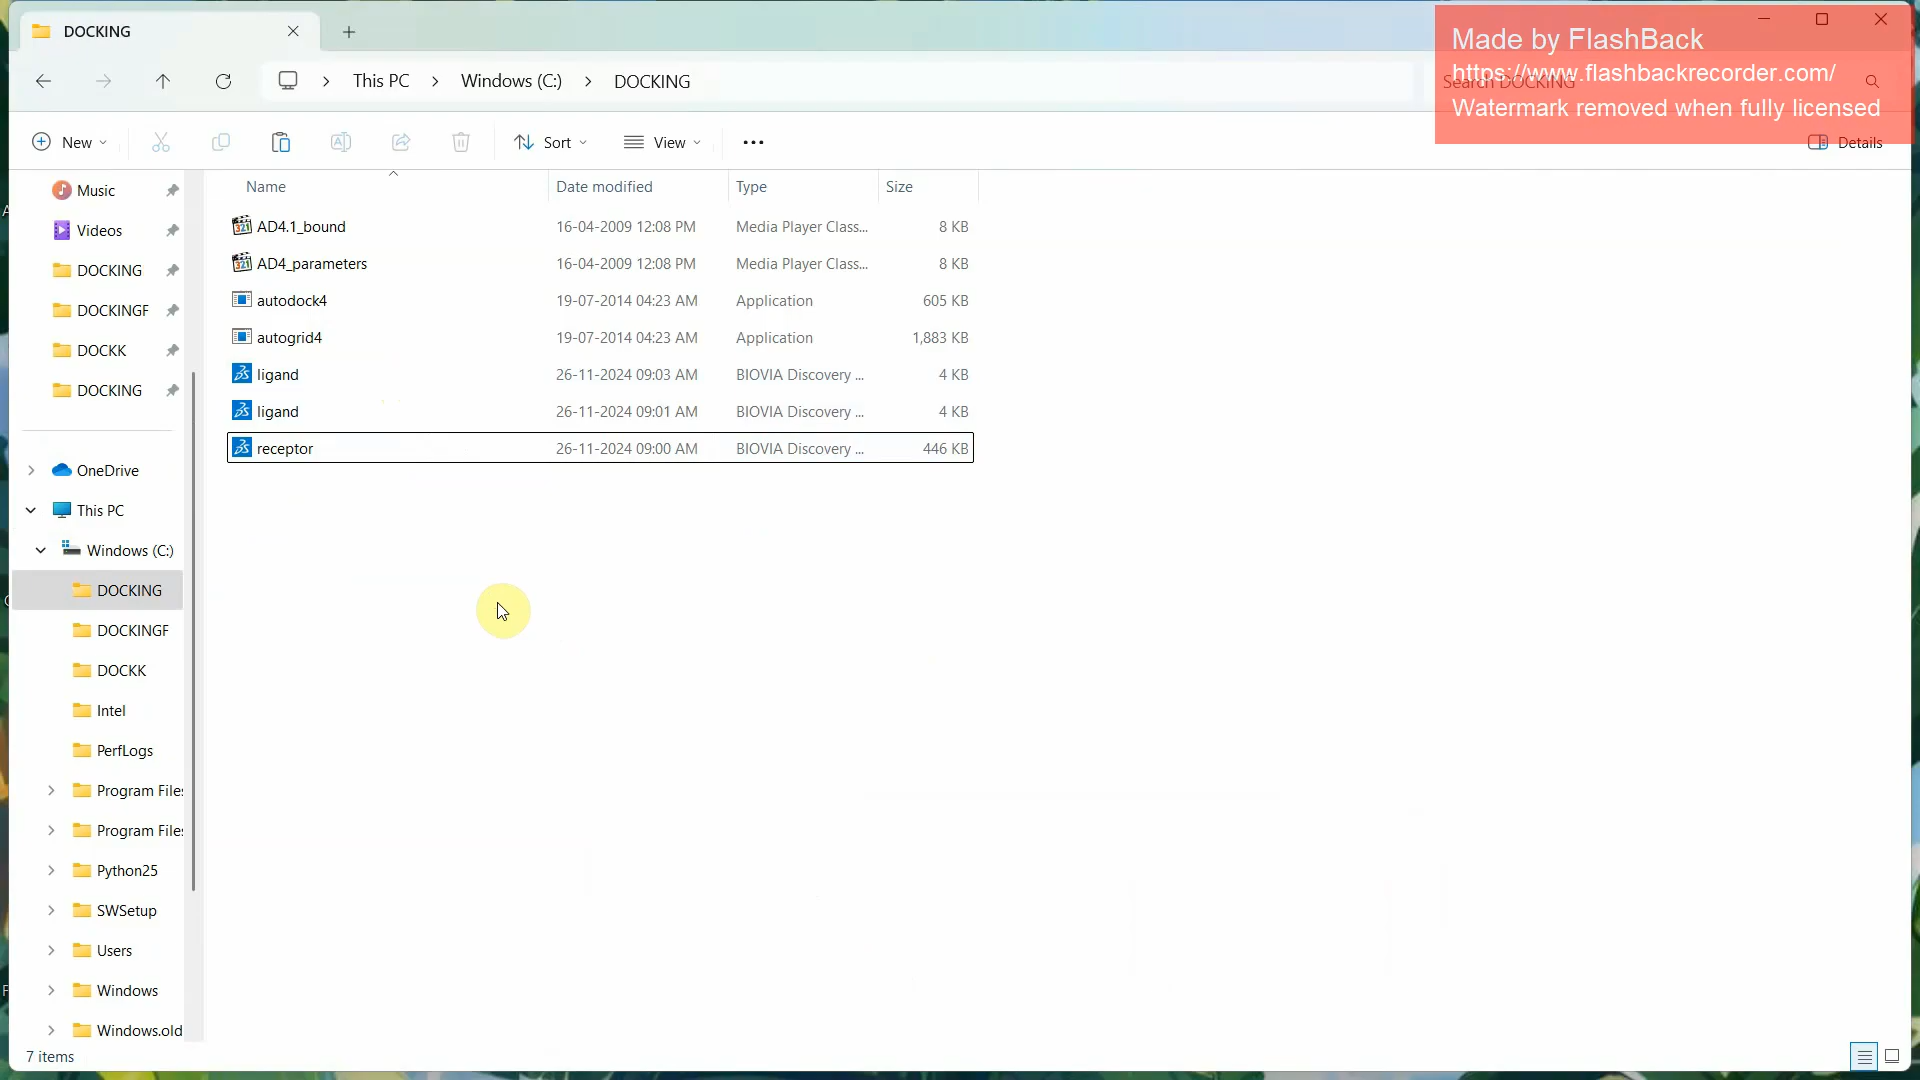 DOCKING
Made by FlashBack
https://www.flashbackrecorder.com/
Watermark removed when fully licensed
This PC
Windows (C:)
DOCKING
Search DOCKING
New
Sort
View
Details
Music
Videos
DOCKING
DOCKINGF
DOCKK
DOCKING
OneDrive
This PC
Windows (C:)
DOCKING
DOCKINGF
DOCKK
Intel
PerfLogs
Program Files
Program Files
Python25
SWSetup
Users
Windows
Windows.old
Name Date modified Type Size
AD4.1_bound 16-04-2009 12:08 PM Media Player Class... 8 KB
AD4_parameters 16-04-2009 12:08 PM Media Player Class... 8 KB
autodock4 19-07-2014 04:23 AM Application 605 KB
autogrid4 19-07-2014 04:23 AM Application 1,883 KB
ligand 26-11-2024 09:03 AM BIOVIA Discovery ... 4 KB
ligand 26-11-2024 09:01 AM BIOVIA Discovery ... 4 KB
receptor 26-11-2024 09:00 AM BIOVIA Discovery ... 446 KB
7 items